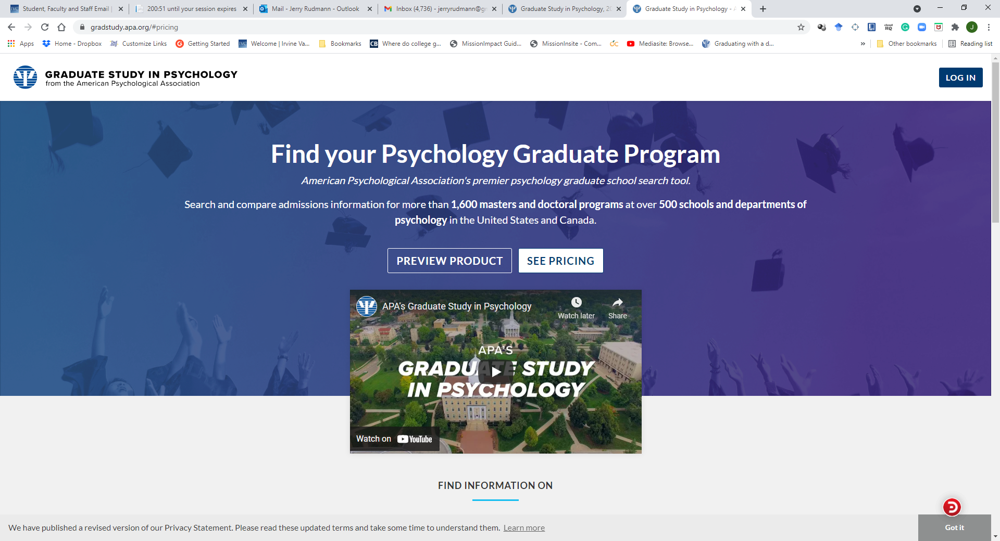 Student, Faculty and Staff Email |
200:51 until your session expires
Mail - Jerry Rudmann - Outlook
Inbox (4,736) - jerryrudmann@gr
Graduate Study in Psychology, 20
Graduate Study in Psychology - A
gradstudy.apa.org/#pricing
cloud HQ
J
Apps
Home - Dropbox
Customize Links
Getting Started
IVC
Welcome | Irvine Va...
Bookmarks
CB
Where do college g...
MissionImpact Guid...
MissionInsite - Com...
Mediasite: Browse...
Graduating with a d...
»
Other bookmarks
Reading list
GRADUATE STUDY IN PSYCHOLOGY
from the American Psychological Association
LOG IN
Find your Psychology Graduate Program
American Psychological Association's premier psychology graduate school search tool.
Search and compare admissions information for more than 1,600 masters and doctoral programs at over 500 schools and departments of
psychology in the United States and Canada.
PREVIEW PRODUCT
SEE PRICING
APA's Graduate Study in Psychology
Watch later
Share
APA'S
GRADUATE STUDY
IN PSYCHOLOGY
Watch on YouTube
FIND INFORMATION ON
We have published a revised version of our Privacy Statement. Please read these updated terms and take some time to understand them. Learn more
Got it